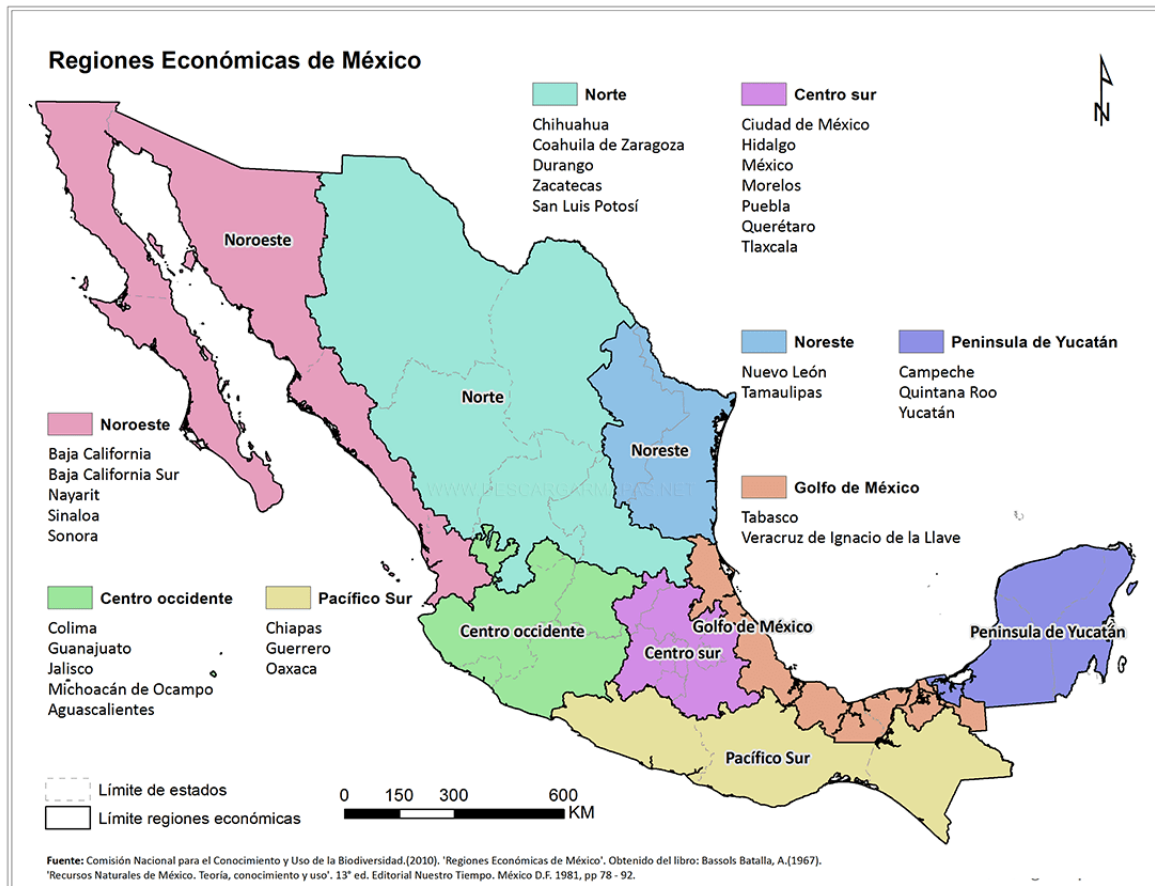 Regiones Económicas de México
N
Norte
Chihuahua
Coahuila de Zaragoza
Durango
Zacatecas
San Luis Potosí
Centro sur
Ciudad de México
Hidalgo
México
Morelos
Puebla
Querétaro
Tlaxcala
Noreste
Nuevo León
Tamaulipas
Peninsula de Yucatán
Campeche
Quintana Roo
Yucatán
Golfo de México
Tabasco
Veracruz de Ignacio de la Llave
Noroeste
Baja California
Baja California Sur
Nayarit
Sinaloa
Sonora
Centro occidente
Colima
Guanajuato
Jalisco
Michoacán de Ocampo
Aguascalientes
Pacífico Sur
Chiapas
Guerrero
Oaxaca
Noroeste
Norte
Noreste
WWW.DESCARGARMAPAS.NET
Centro occidente
Golfo de México
Centro sur
Peninsula de Yucatán
Pacífico Sur
Límite de estados
Límite regiones económicas
0 150 300 600
KM
Fuente: Comisión Nacional para el Conocimiento y Uso de la Biodiversidad.(2010). 'Regiones Económicas de México'. Obtenido del libro: Bassols Batalla, A.(1967).
'Recursos Naturales de México. Teoría, conocimiento y uso'. 13° ed. Editorial Nuestro Tiempo. México D.F. 1981, pp 78 - 92.